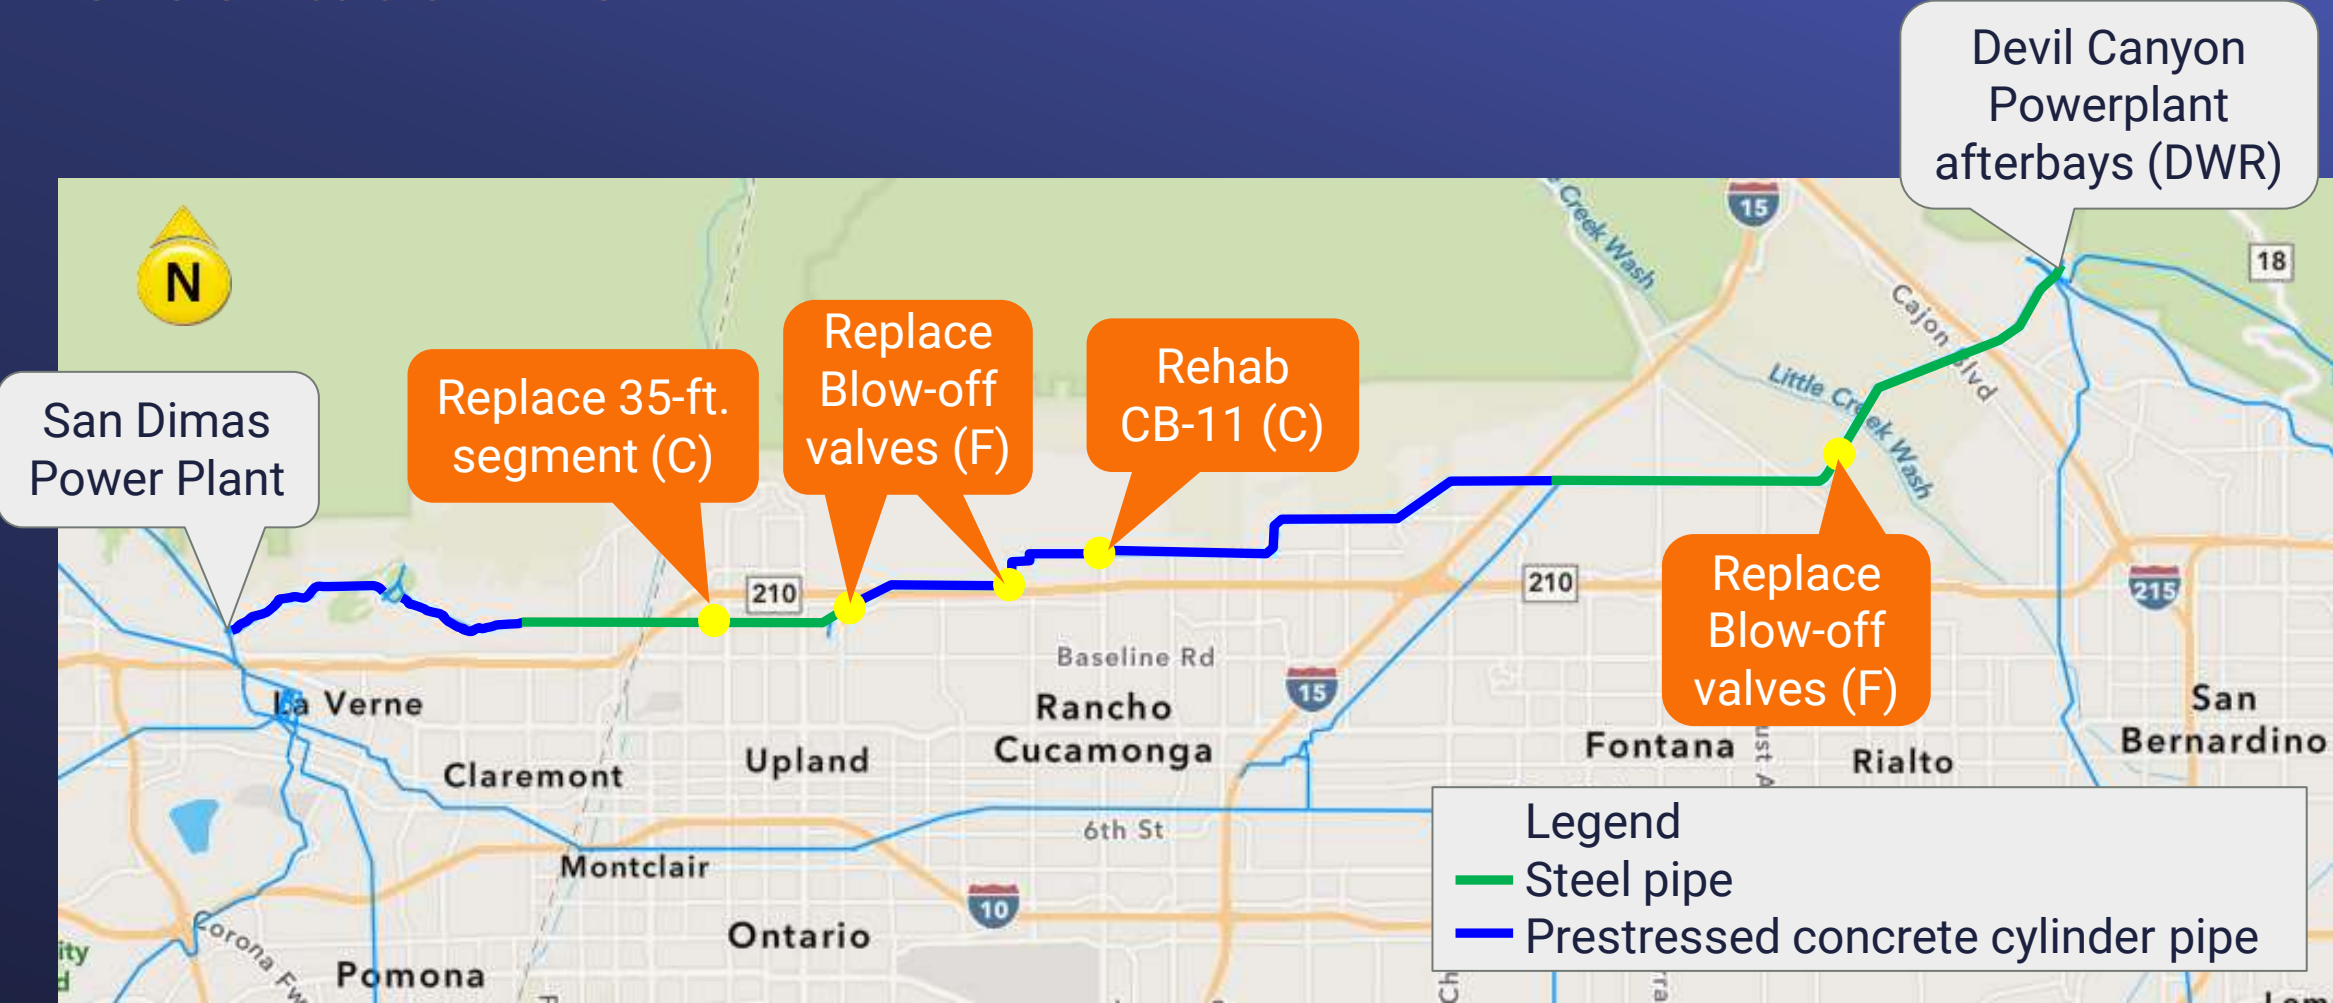 Devil Canyon
Powerplant
afterbays (DWR)
N
Creek Wash
15
18
Cajon Blvd
Replace
Blow-off
valves (F)
Rehab
CB-11 (C)
Replace 35-ft.
segment (C)
San Dimas
Power Plant
Little Creek Wash
210
210
Replace
Blow-off
valves (F)
215
Baseline Rd
15
La Verne
Rancho
Cucamonga
San
Bernardino
Upland
Claremont
Fontana
Rialto
6th St
Montclair
10
Ontario
Corona Fw
Pomona
Legend
Steel pipe
Prestressed concrete cylinder pipe